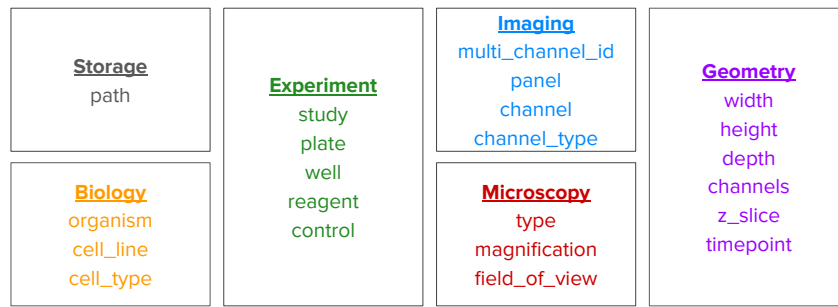 Storage
path
Biology
organism
cell_line
cell_type
Experiment
study
plate
well
reagent
control
Imaging
multi_channel_id
panel
channel
channel_type
Microscopy
type
magnification
field_of_view
Geometry
width
height
depth
channels
z_slice
timepoint